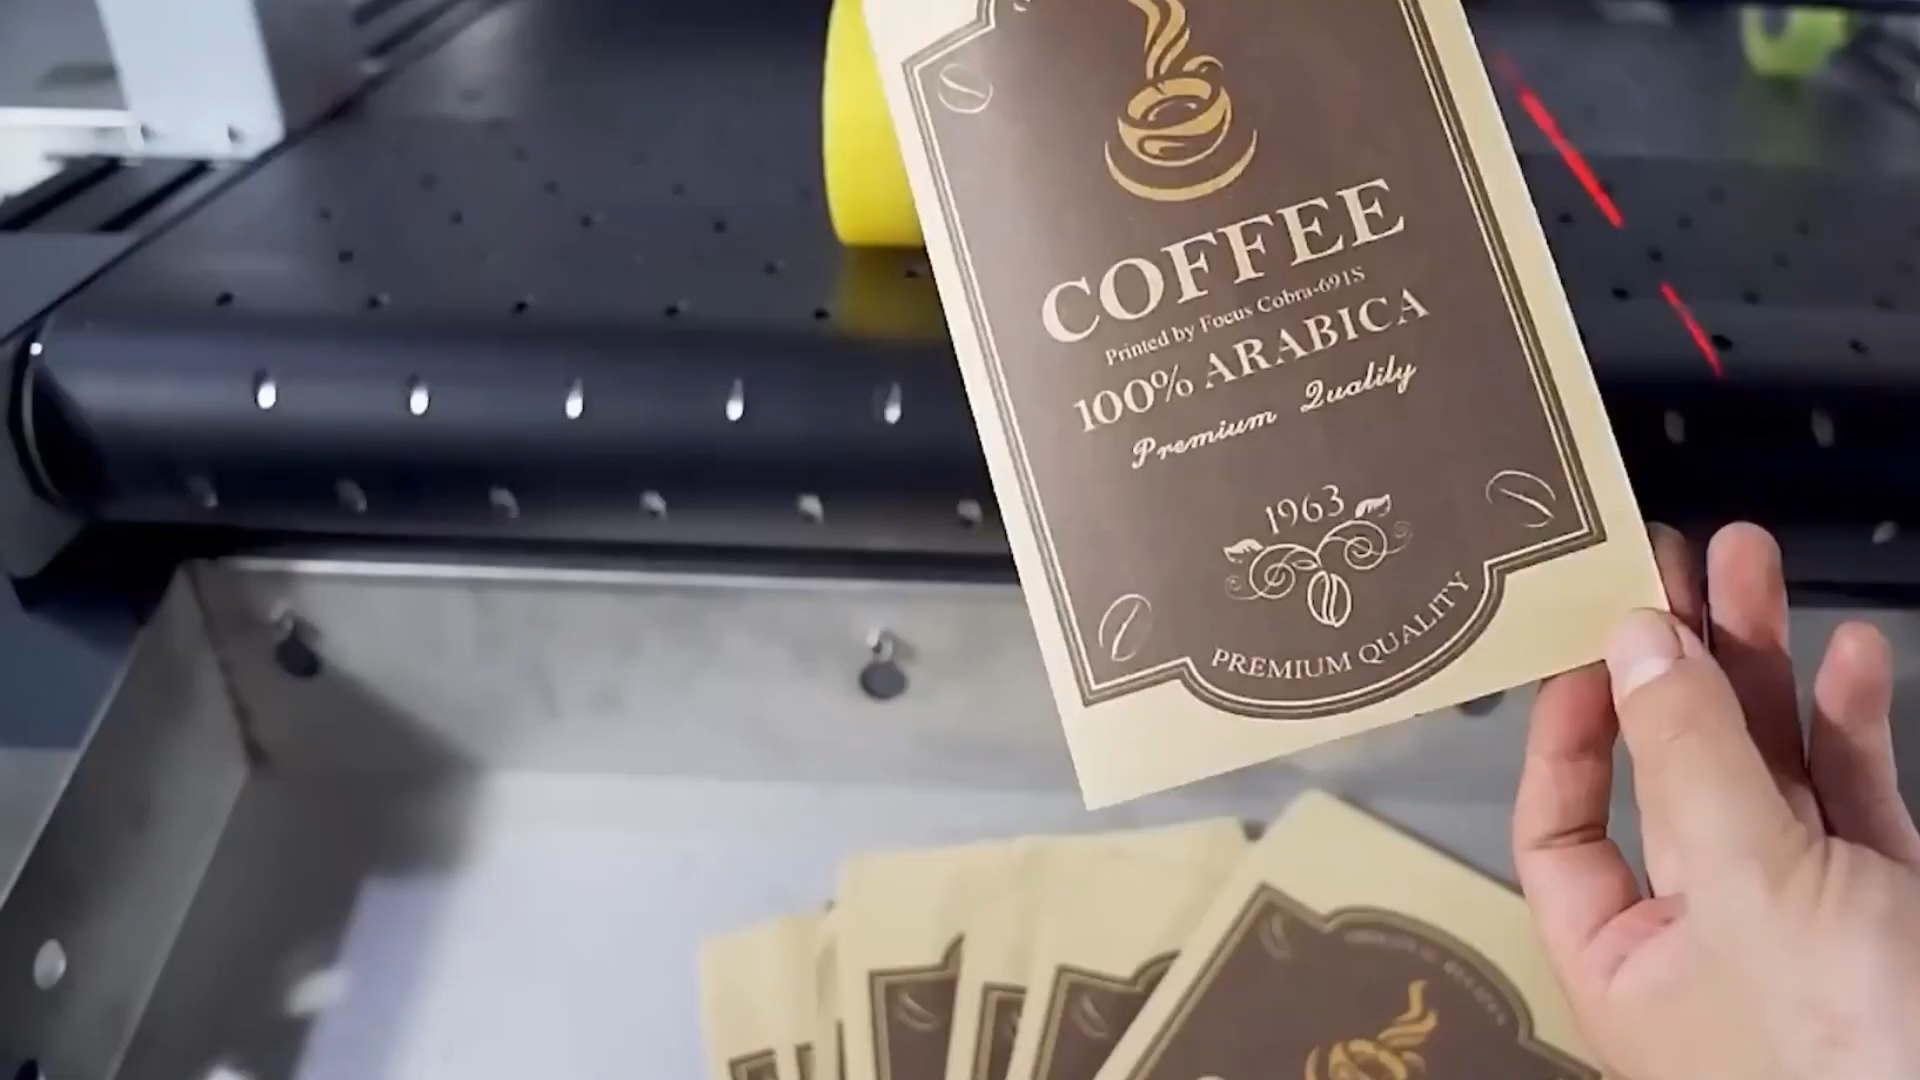 COFFEE
Printed by Focus Cobra-691S
100% ARABICA
Premium Quality
1963
PREMIUM QUALITY